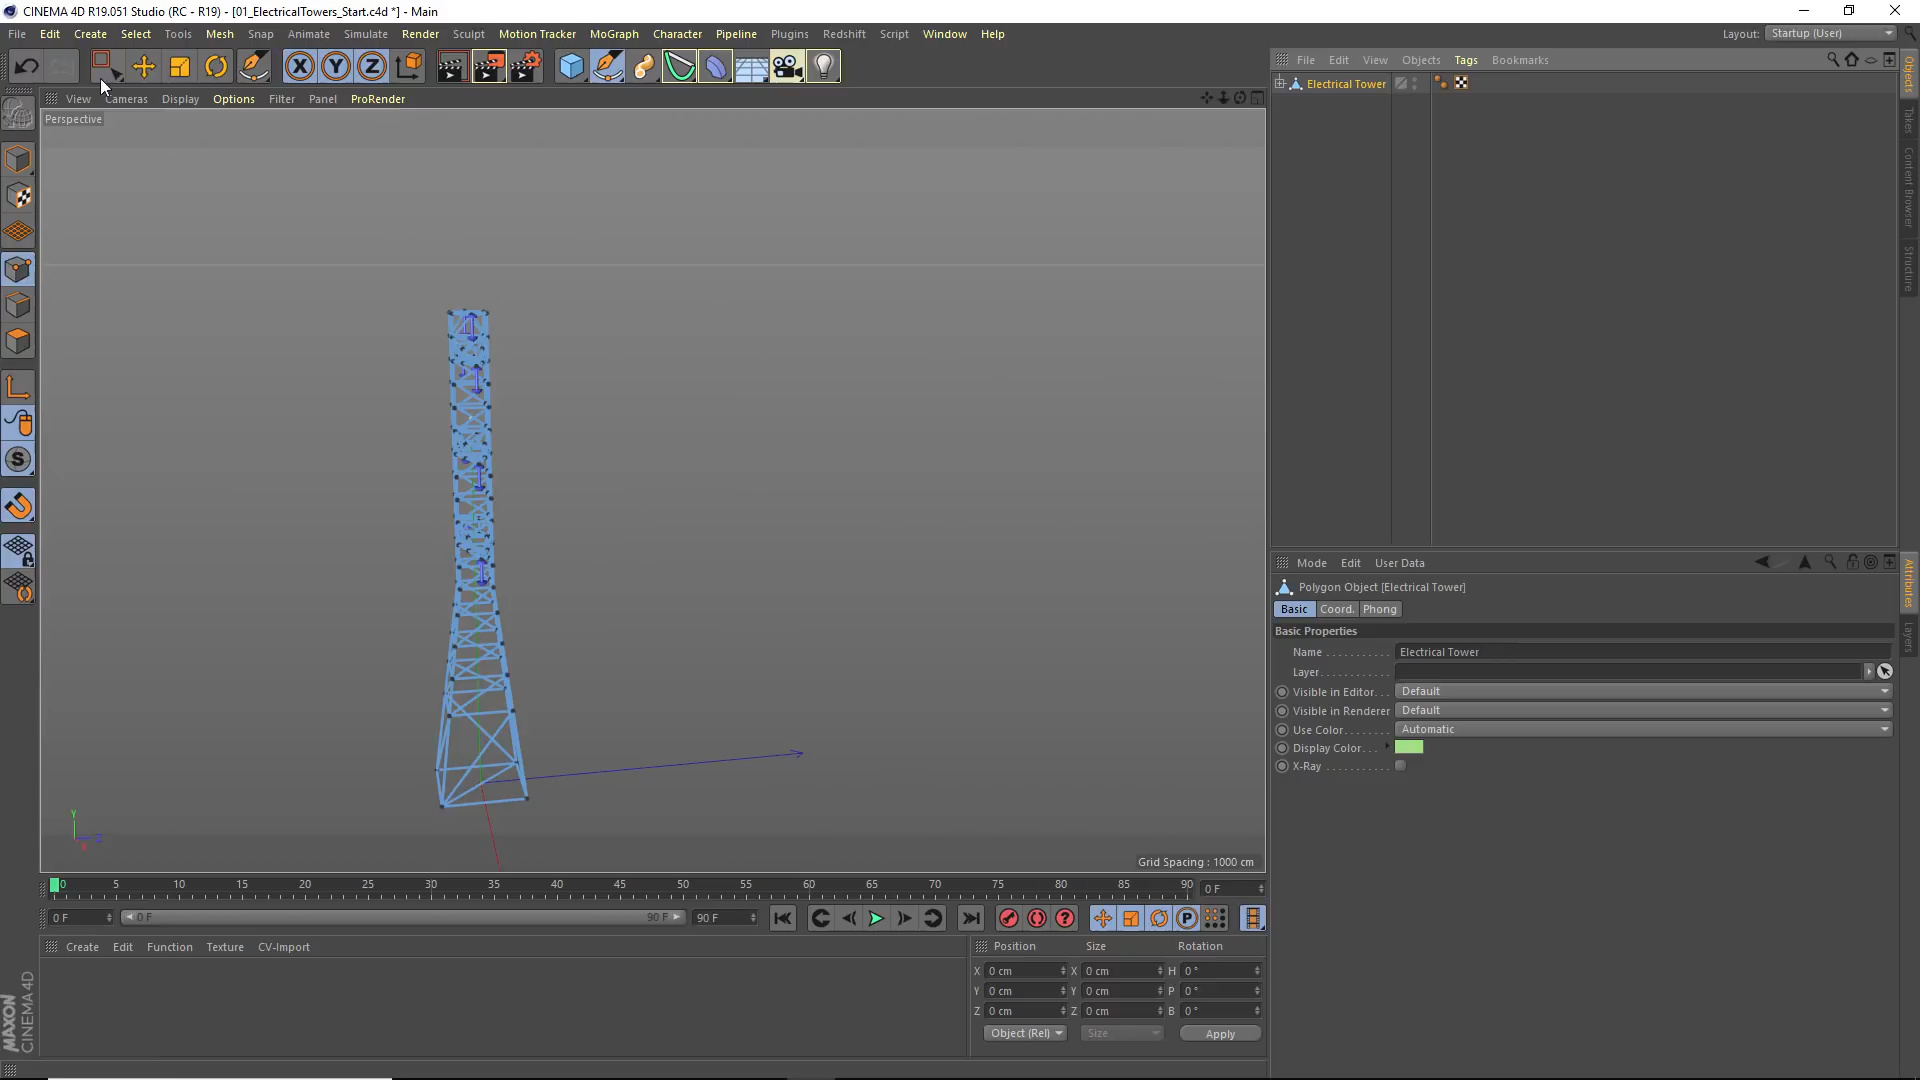 CINEMA 4D R19.051 Studio (RC - R19) - [01_ElectricalTowers_Start.c4d *] - Main
File Edit Create Select Tools Mesh Snap Animate Simulate Render Sculpt Motion Tracker MoGraph Character Pipeline Plugins Redshift Script Window Help
Layout: Startup (User)
X Y Z
File Edit View Objects Tags Bookmarks
View Cameras Display Options Filter Panel ProRender
Electrical Tower
Perspective
Objects
Takes
Content Browser
Structure
S
Mode Edit User Data
Polygon Object [Electrical Tower]
Basic Coord. Phong
Basic Properties
Name Electrical Tower
Layer
Visible in Editor Default
Visible in Renderer Default
Use Color Automatic
Display Color
X-Ray
Attributes
Layers
Y
Grid Spacing : 1000 cm
0 5 10 15 20 25 30 35 40 45 50 55 60 65 70 75 80 85 90 0 F
0 F 0 F 90 F 90 F P
Create Edit Function Texture CV-Import
Position Size Rotation
X 0 cm X 0 cm H 0 °
Y 0 cm Y 0 cm P 0 °
Z 0 cm Z 0 cm B 0 °
Object (Rel) Size Apply
MAXON
CINEMA 4D